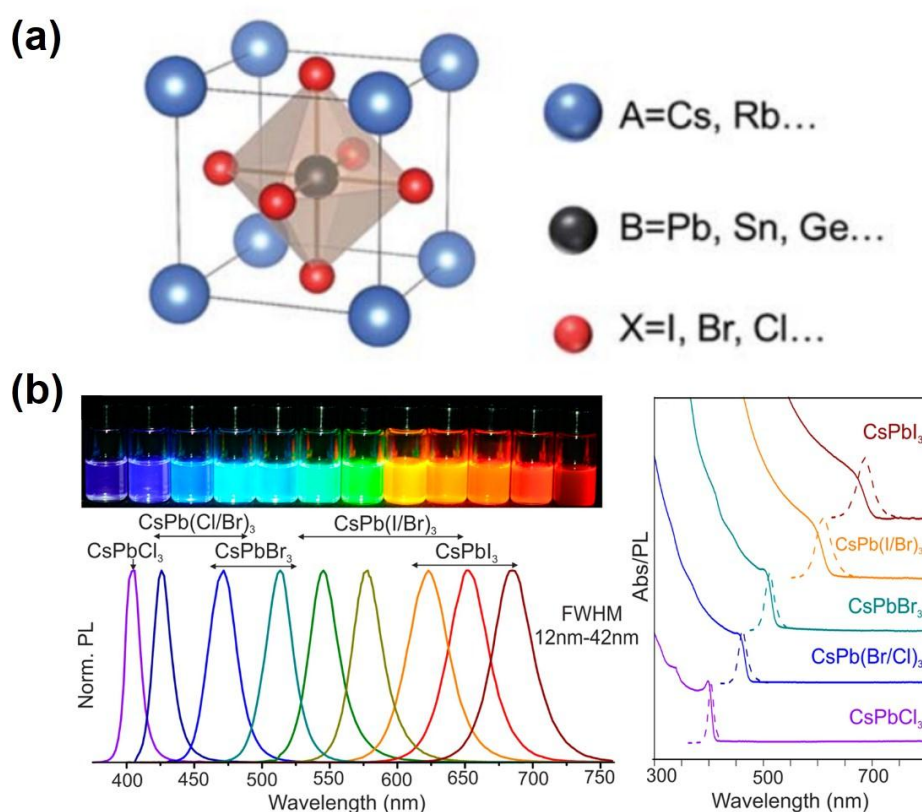 (a)
A=Cs, Rb...
B=Pb, Sn, Ge...
X=I, Br, Cl...
(b)
CsPb(Cl/Br)₃
CsPb(I/Br)₃
CsPbCl₃
CsPbBr₃
CsPbI₃
FWHM
12nm-42nm
Norm. PL
400 450 500 550 600 650 700 750
Wavelength (nm)
Abs/PL
CsPbI₃
CsPb(I/Br)₃
CsPbBr₃
CsPb(Br/Cl)₃
CsPbCl₃
300 500 700
Wavelength (nm)